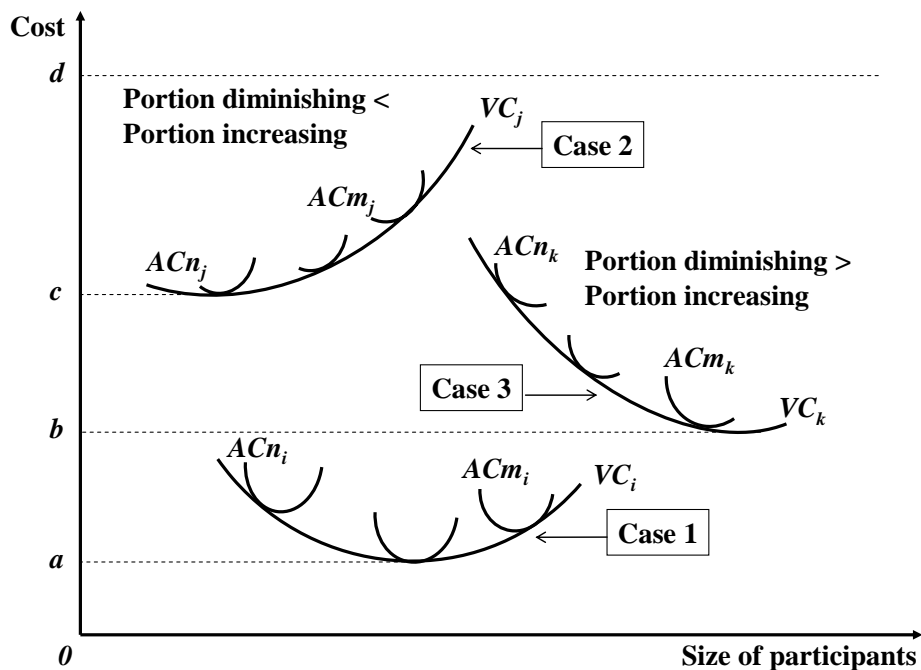 Cost
d
Portion diminishing <
Portion increasing
VCj
Case 2
ACmj
ACnj
ACnk
Portion diminishing >
Portion increasing
c
ACmk
Case 3
VCk
b
ACni
ACmi
VCi
Case 1
a
0
Size of participants